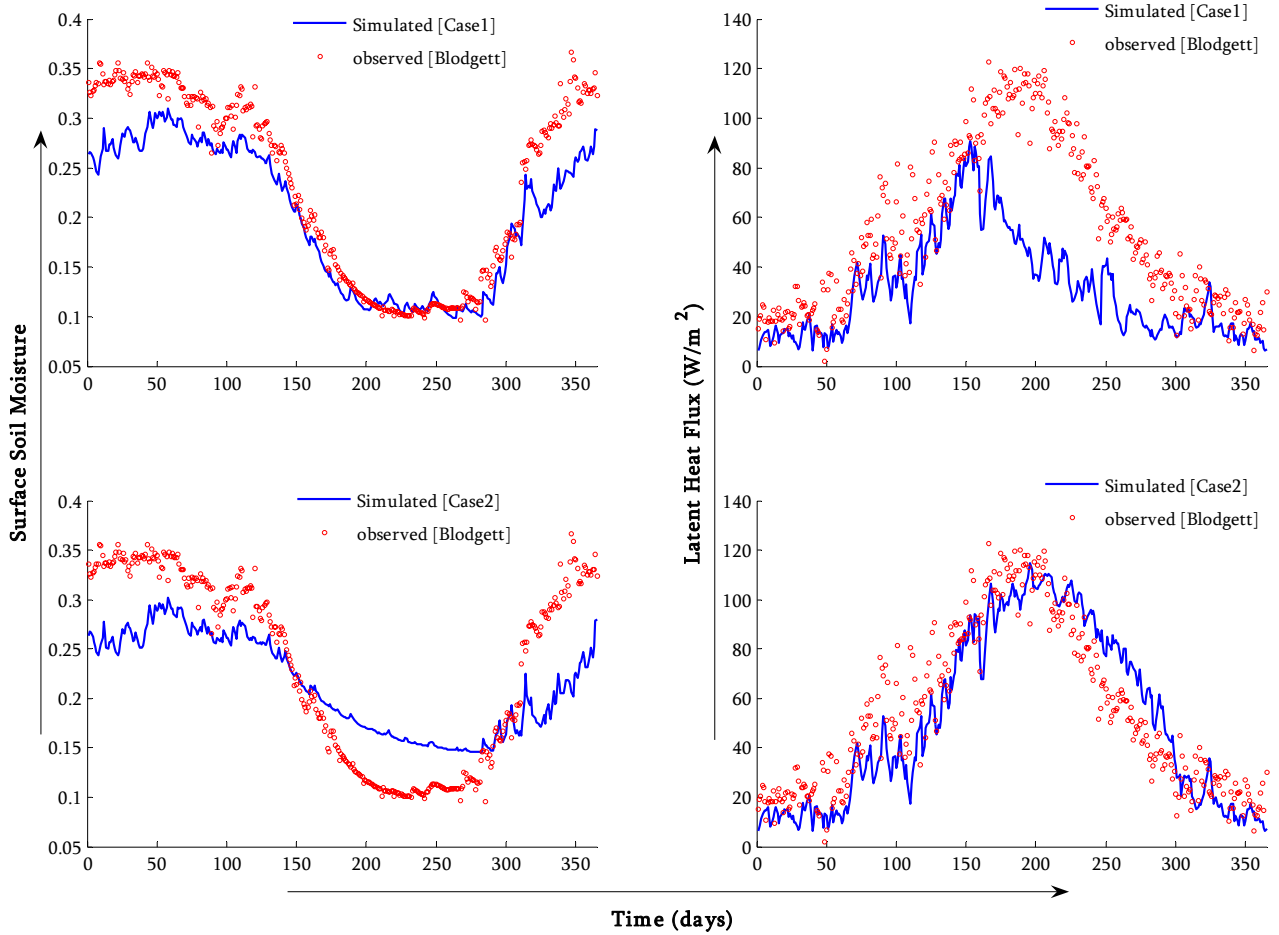 Simulated [Case1]
observed [Blodgett]
0.4
0.35
0.3
0.25
0.2
0.15
0.1
0.05
0 50 100 150 200 250 300 350
Simulated [Case1]
observed [Blodgett]
140
120
100
80
60
40
20
0
0 50 100 150 200 250 300 350
Surface Soil Moisture
Latent Heat Flux (W/m²)
Simulated [Case2]
observed [Blodgett]
0.4
0.35
0.3
0.25
0.2
0.15
0.1
0.05
0 50 100 150 200 250 300 350
Simulated [Case2]
observed [Blodgett]
140
120
100
80
60
40
20
0
0 50 100 150 200 250 300 350
Time (days)